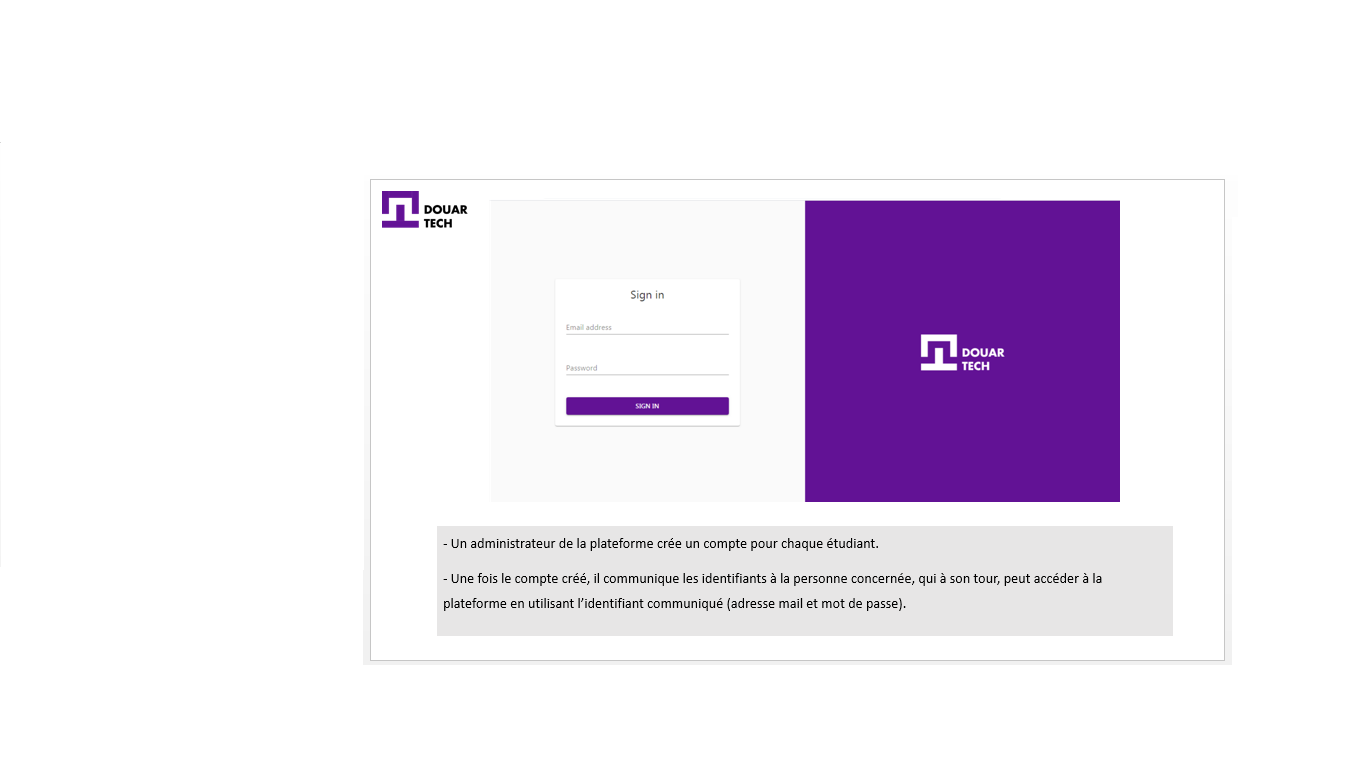 DOUAR
TECH
Sign in
Email address
Password
SIGN IN
DOUAR
TECH
- Un administrateur de la plateforme crée un compte pour chaque étudiant.
- Une fois le compte créé, il communique les identifiants à la personne concernée, qui à son tour, peut accéder à la
plateforme en utilisant l’identifiant communiqué (adresse mail et mot de passe).